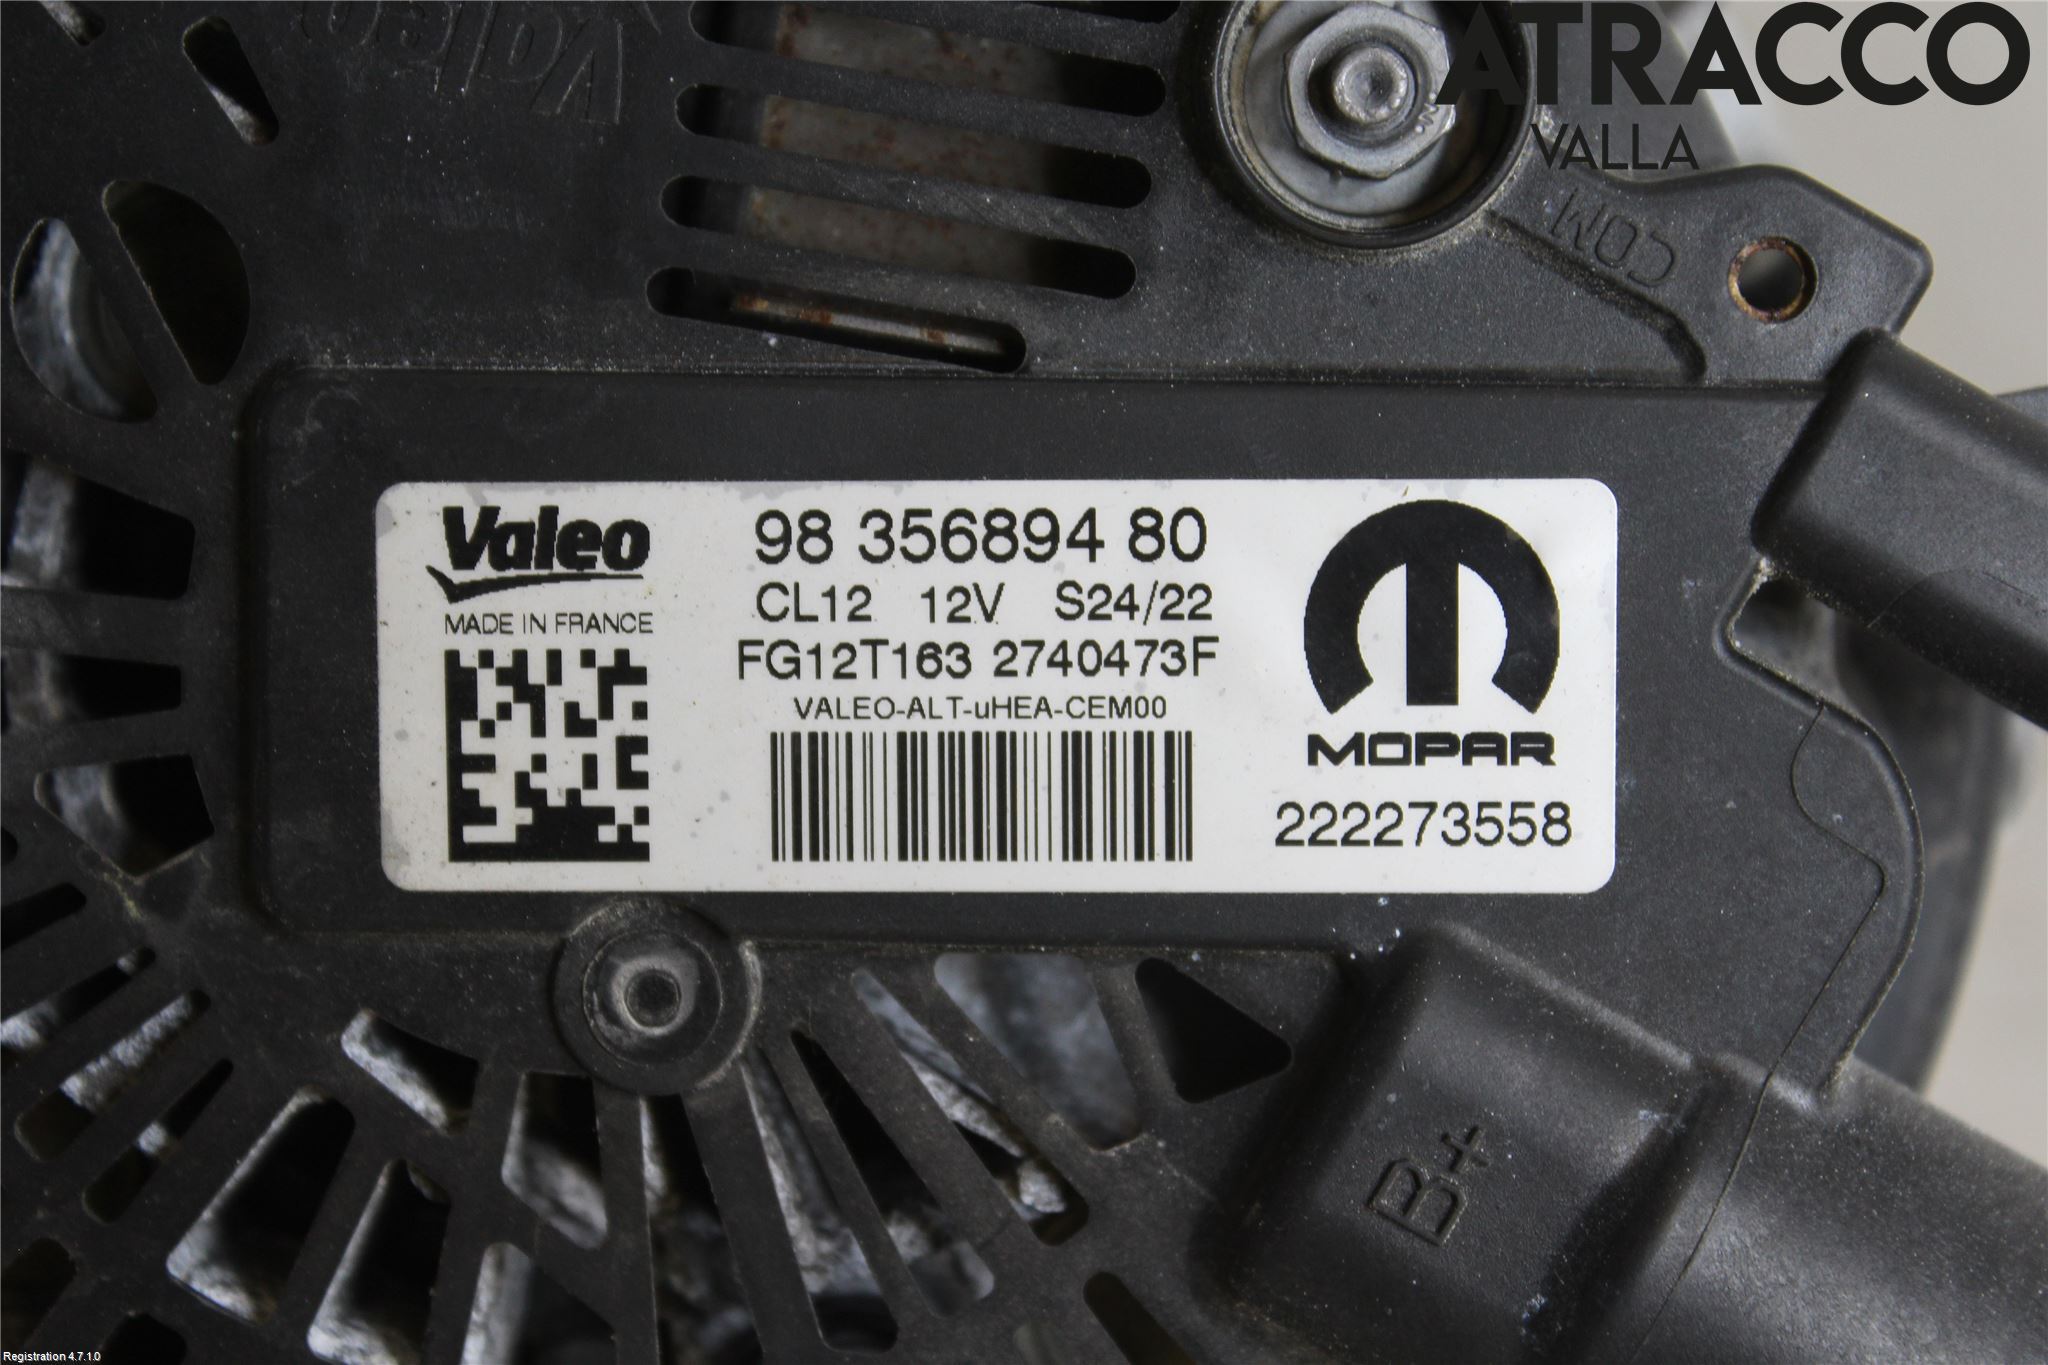 ATRACCO
VALLA
Valeo
COM
Valeo
MADE IN FRANCE
98 356894 80
CL12 12V S24/22
FG12T163 2740473F
VALEO-ALT-uHEA-CEM00
MOPAR
222273558
B+
Registration 4.7.1.0